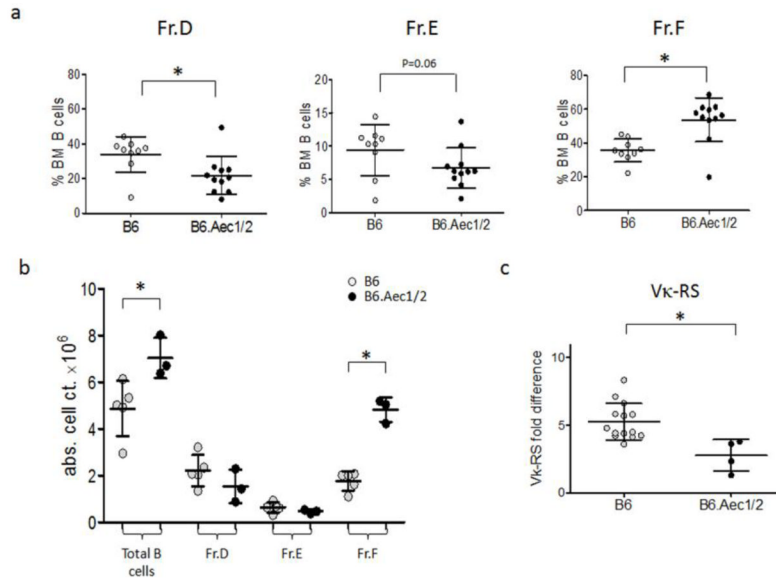 a
Fr.D
Fr.E
Fr.F
*
P=0.06
*
% BM B cells
80
60
40
20
0
B6
B6.Aec1/2
% BM B cells
20
15
10
5
0
B6
B6.Aec1/2
% BM B cells
80
60
40
20
0
B6
B6.Aec1/2
b
B6
B6.Aec1/2
*
*
abs. cell ct. ×10⁶
10
8
6
4
2
0
Total B
cells
Fr.D
Fr.E
Fr.F
c
Vκ-RS
*
Vk-RS fold difference
10
5
0
B6
B6.Aec1/2